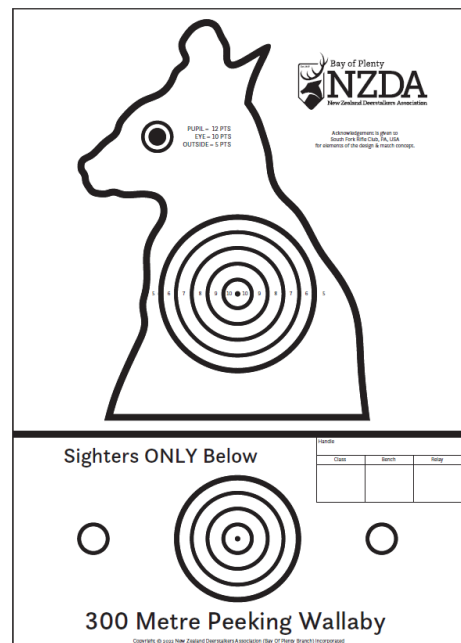 Bay of Plenty
NZDA
New Zealand Deerstalkers Association
PUPIL = 12 PTS
EYE = 10 PTS
OUTSIDE = 5 PTS
Acknowledgement is given to
South Fork Rifle Club, PA, USA
for elements of the design & match concept.
5 6 7 8 9 10 10 9 8 7 6 5
Sighters ONLY Below
Handle
Class Bench Relay
300 Metre Peeking Wallaby
Copyright © 2022 New Zealand Deerstalkers Association (Bay Of Plenty Branch) Incorporated